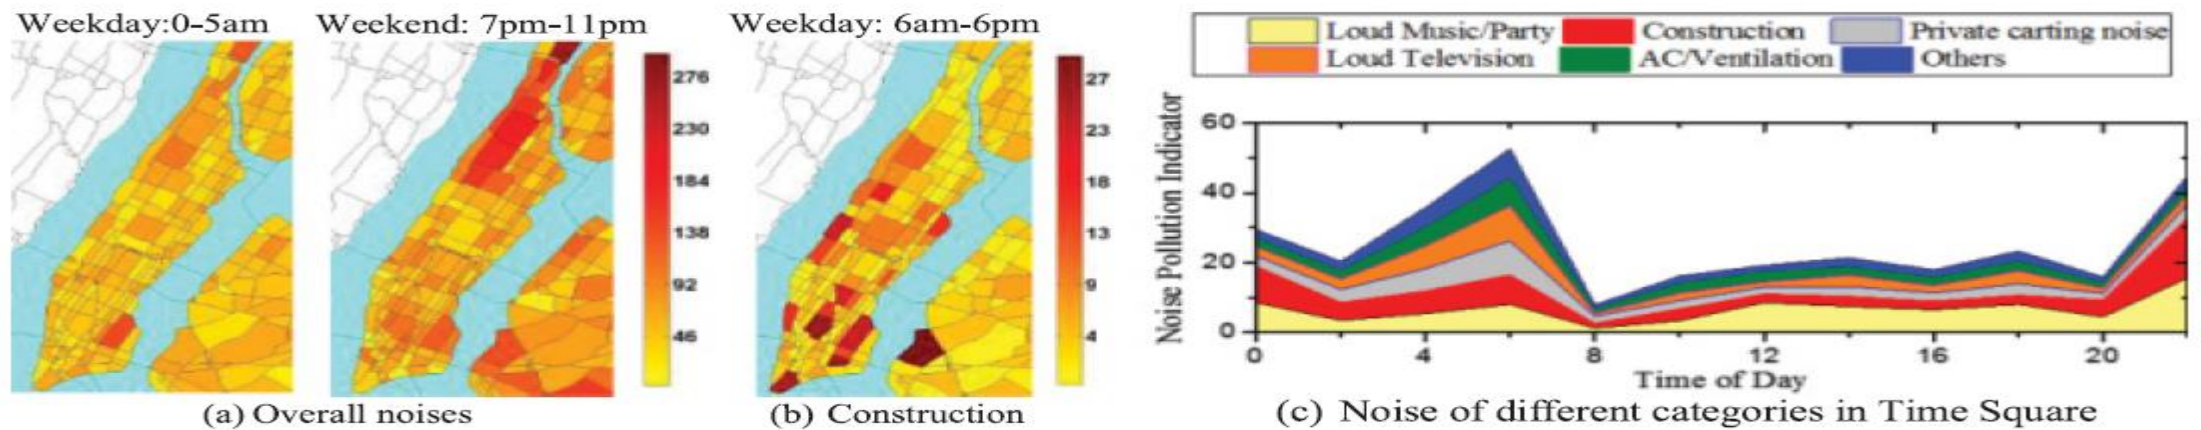 Weekday:0-5am
Weekend: 7pm-11pm
276
230
184
138
92
46
(a) Overall noises
Weekday: 6am-6pm
27
23
18
13
9
4
(b) Construction
Loud Music/Party
Construction
Private carting noise
Loud Television
AC/Ventilation
Others
Noise Pollution Indicator
60
40
20
0
0
4
8
12
16
20
Time of Day
(c) Noise of different categories in Time Square